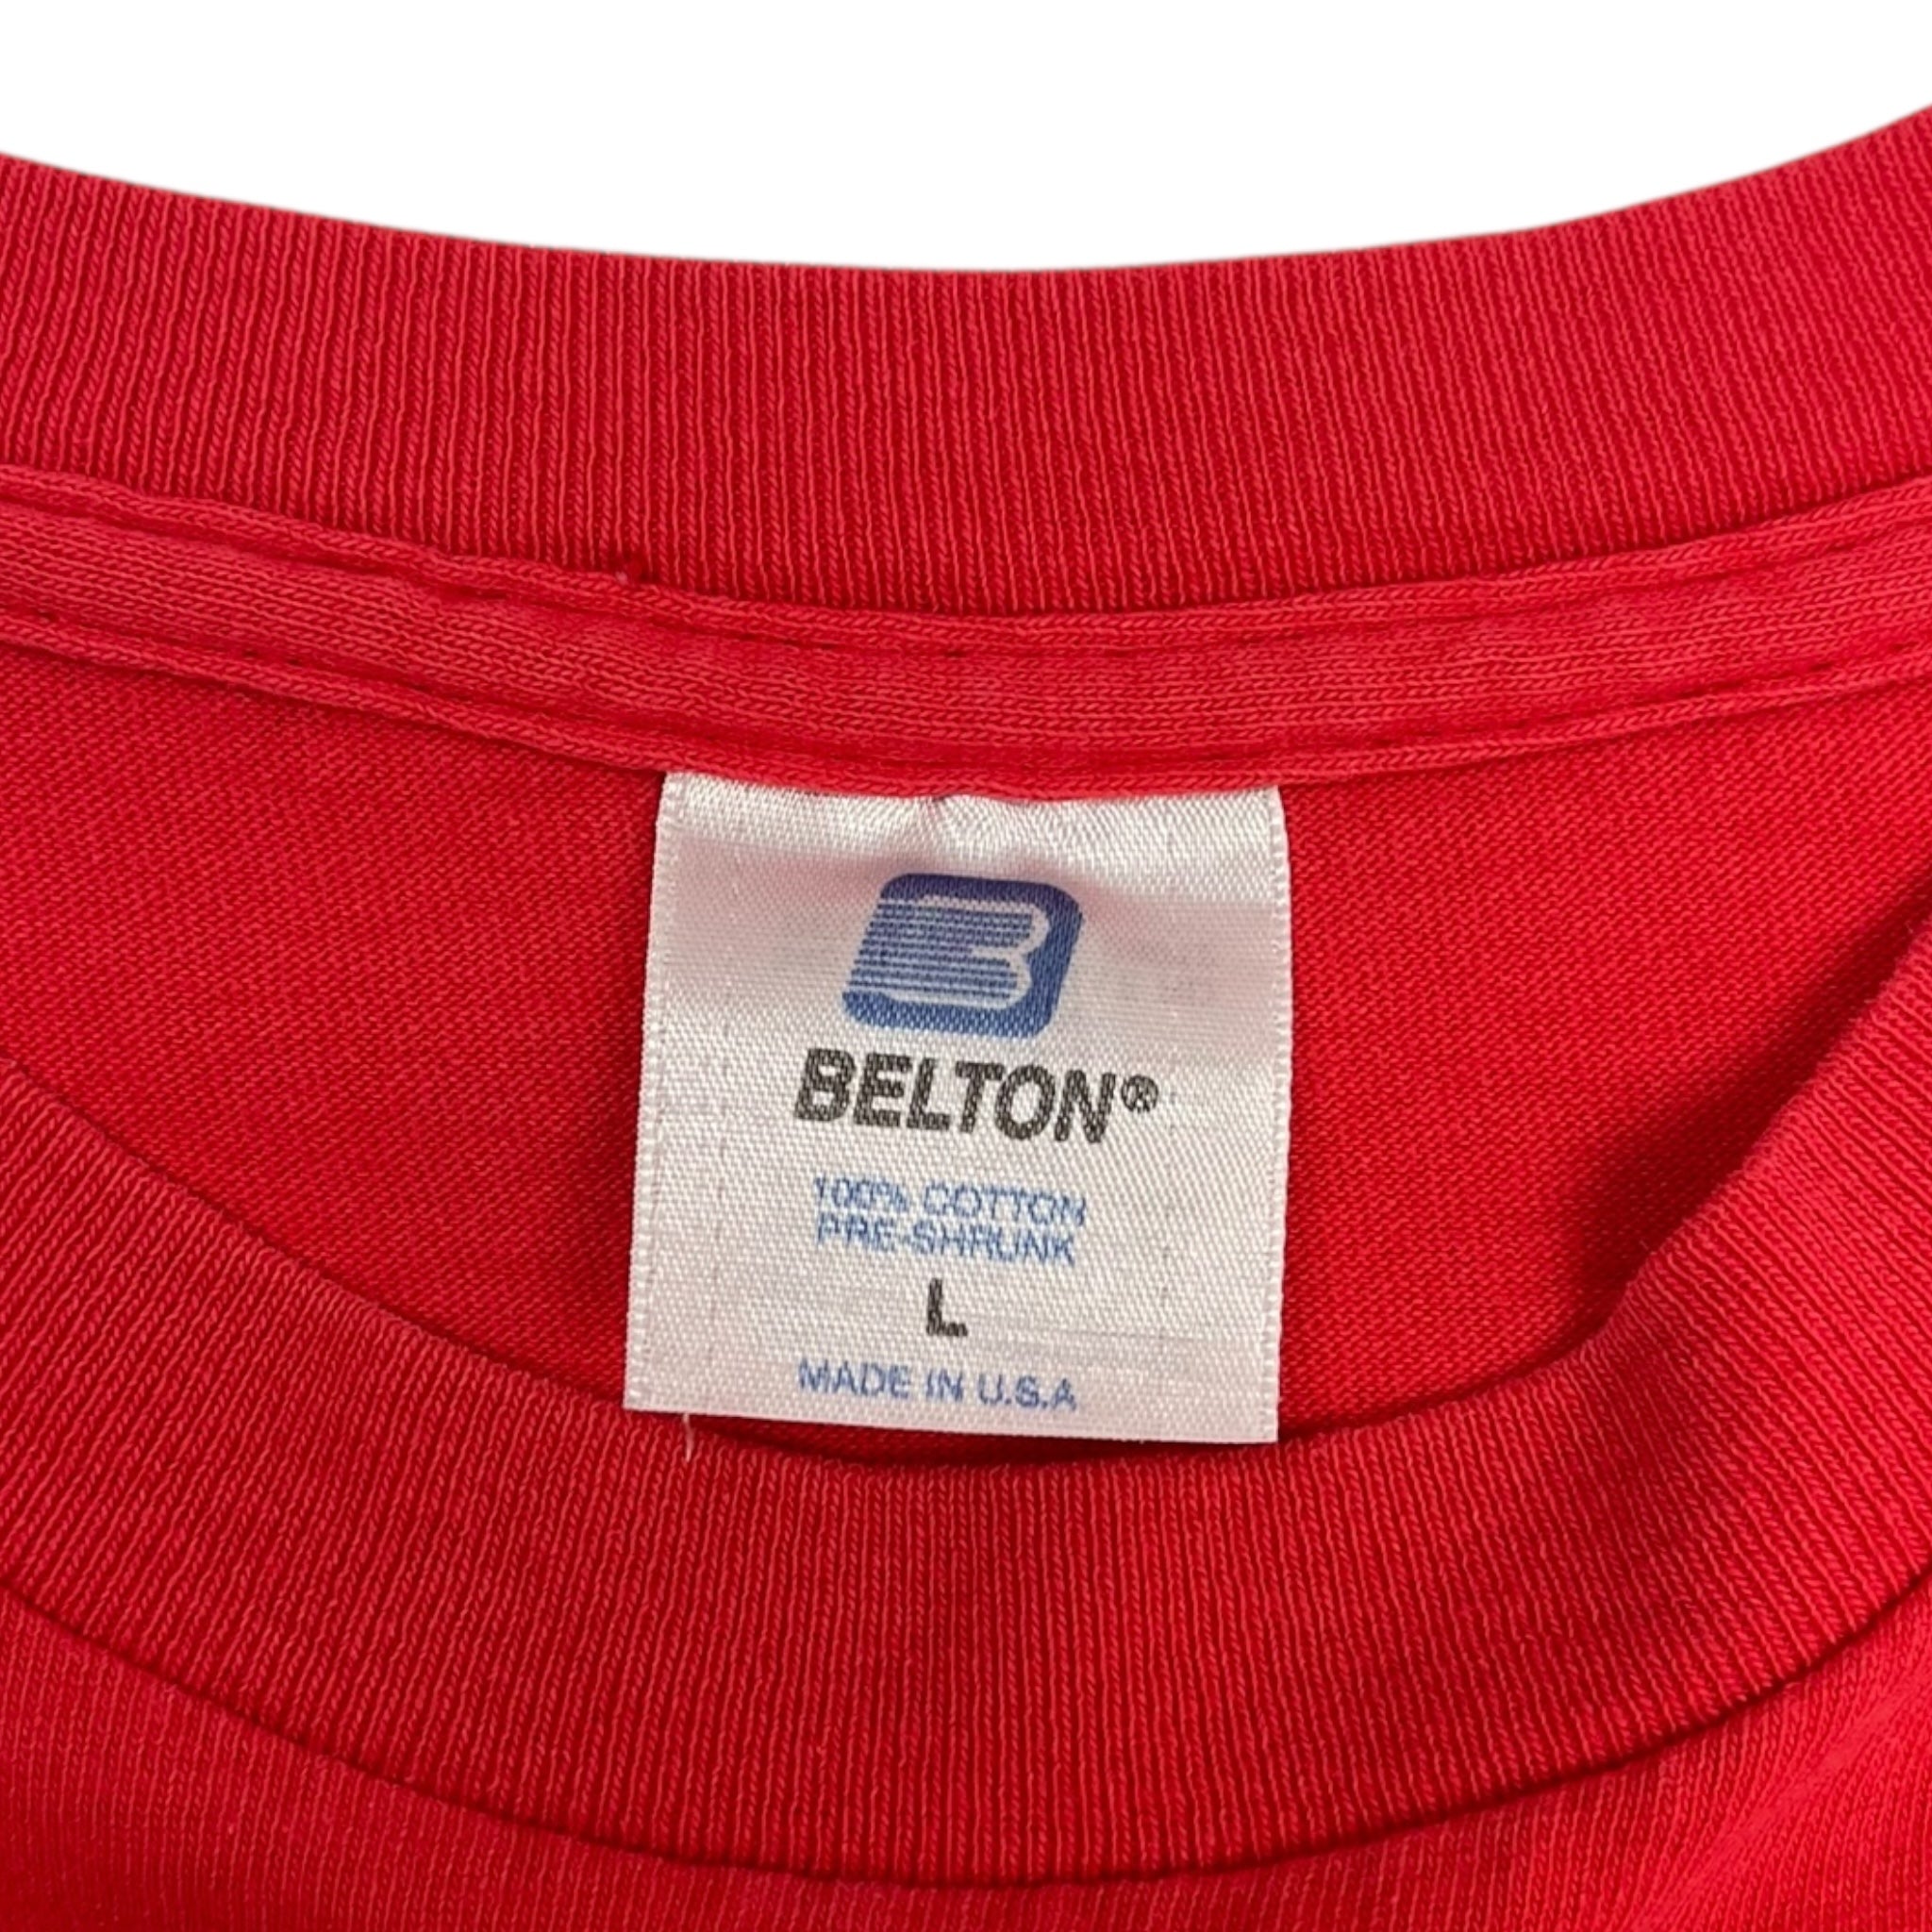 B
BELTON®
100% COTTON
PRE-SHRUNK
L
MADE IN U.S.A